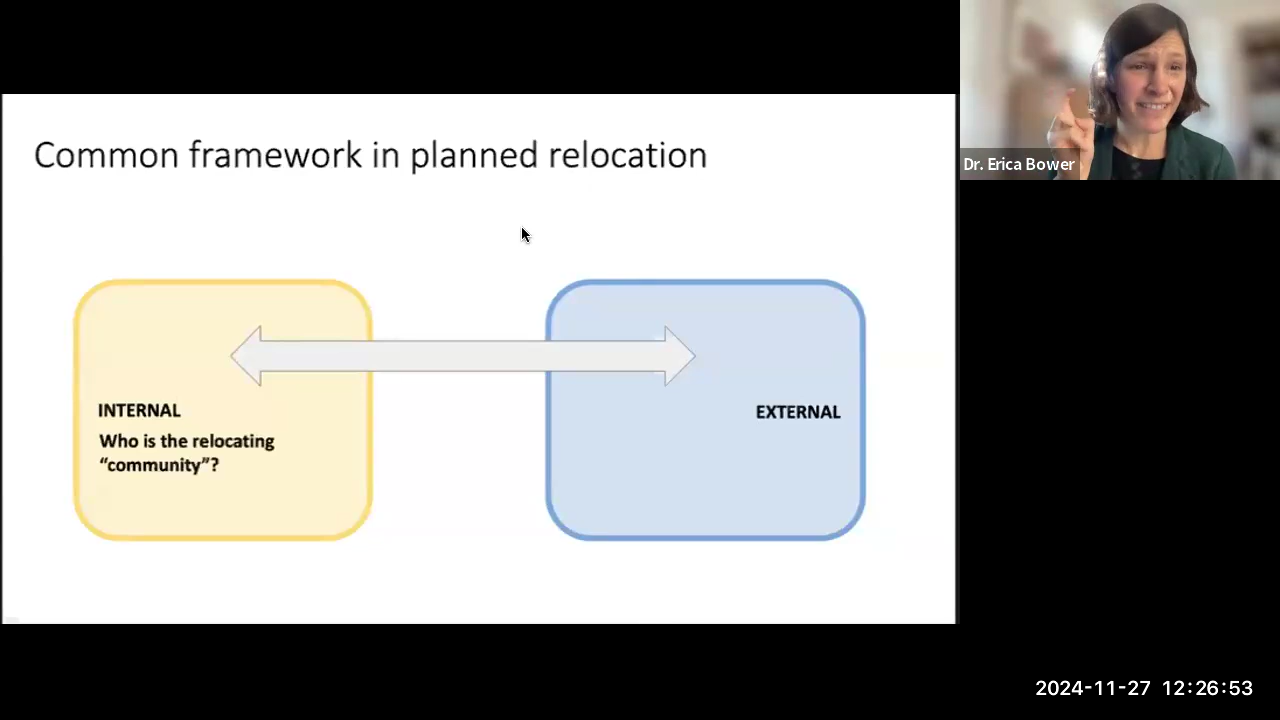 Common framework in planned relocation
Dr. Erica Bower
INTERNAL
Who is the relocating
“community”?
EXTERNAL
2024-11-27 12:26:53